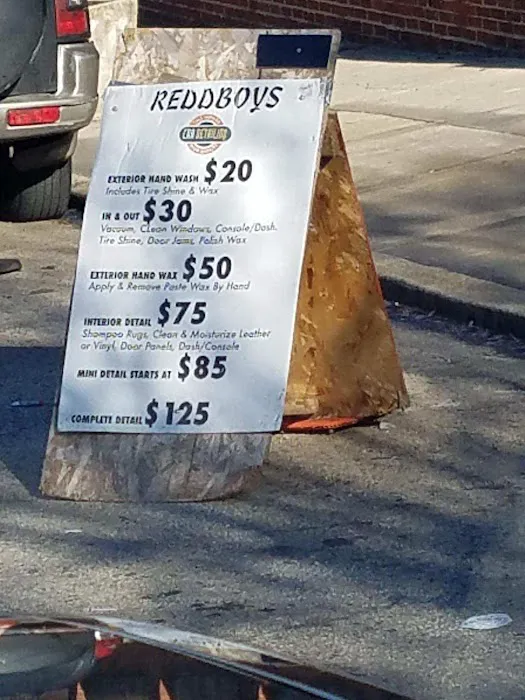 REDDBOYS
CAR DETAILING
EXTERIOR HAND WASH $20
Includes Tire Shine & Wax
IN & OUT $30
Vacuum, Clean Windows, Console/Dash,
Tire Shine, Door Jams, Polish Wax
EXTERIOR HAND WAX $50
Apply & Remove Paste Wax By Hand
INTERIOR DETAIL $75
Shampoo Rugs, Clean & Moisturize Leather
or Vinyl, Door Panels, Dash/Console
MINI DETAIL STARTS AT $85
COMPLETE DETAIL $125